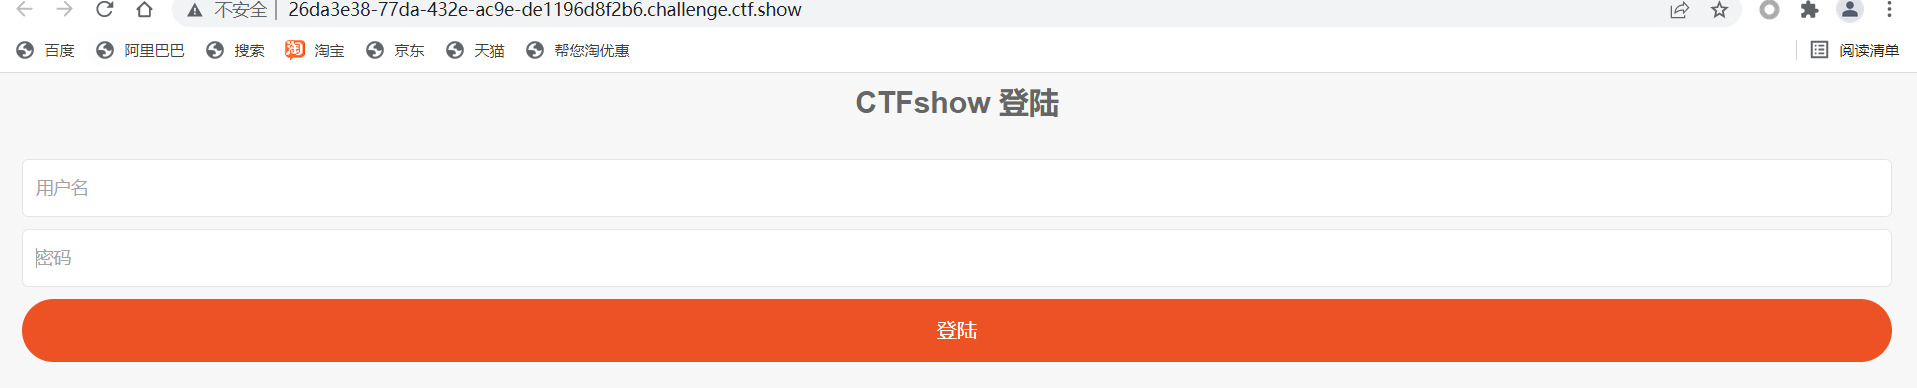 不安全 26da3e38-77da-432e-ac9e-de1196d8f2b6.challenge.ctf.show
百度 阿里巴巴 搜索 淘 淘宝 京东 天猫 帮您淘优惠 阅读清单
CTFshow 登陆
用户名
密码
登陆